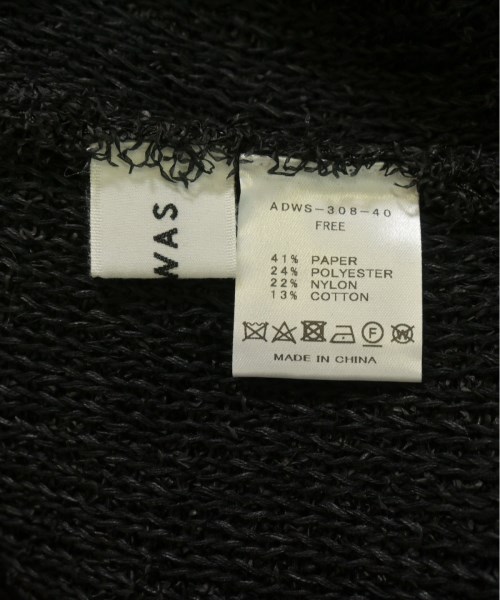 WAS
ADWS-308-40
FREE
41% PAPER
24% POLYESTER
22% NYLON
13% COTTON
F
W
MADE IN CHINA